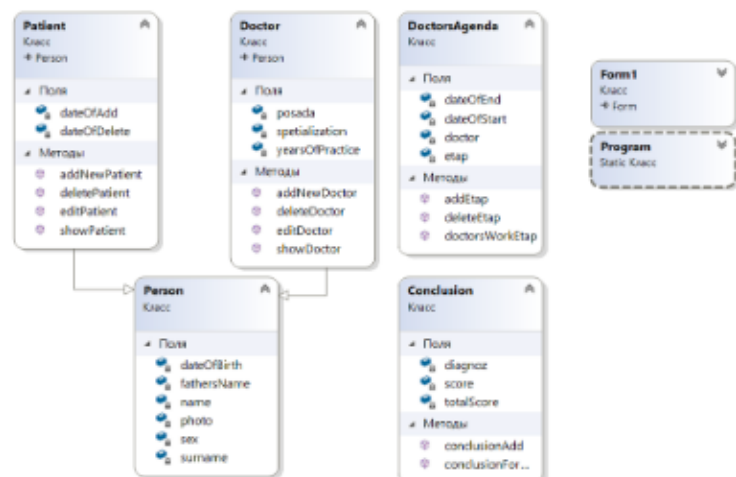 Patient
Класс
Person
Поля
dateOfAdd
dateOfDelete
Методы
addNewPatient
deletePatient
editPatient
showPatient
Doctor
Класс
Person
Поля
posada
spetialization
yearsOfPractice
Методы
addNewDoctor
deleteDoctor
editDoctor
showDoctor
DoctorsAgenda
Класс
Поля
dateOfEnd
dateOfStart
doctor
etap
Методы
addEtap
deleteEtap
doctorsWorkEtap
Form1
Класс
Form
Program
Static Класс
Person
Класс
Поля
dateOfBirth
fathersName
name
photo
sex
surname
Conclusion
Класс
Поля
diagnoz
score
totalScore
Методы
conclusionAdd
conclusionFor...